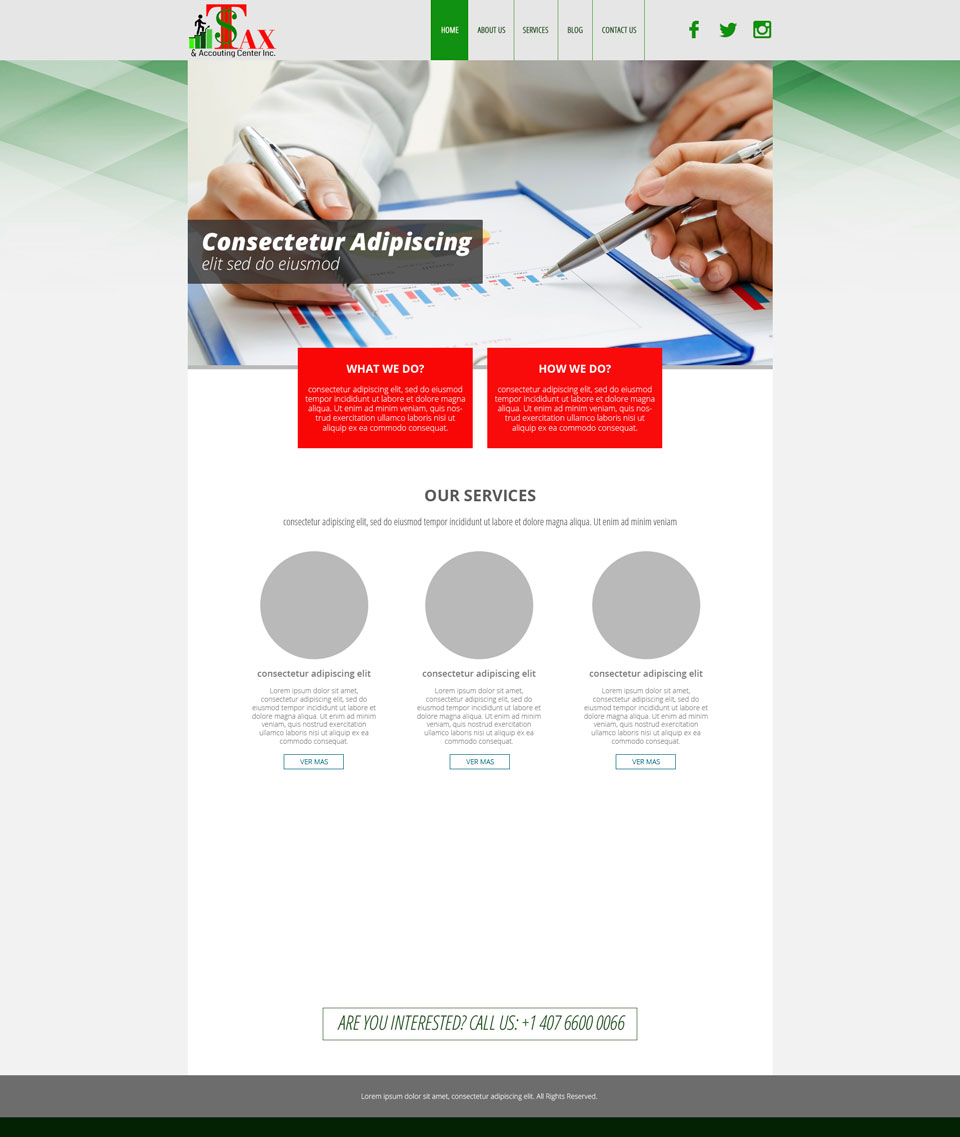 Tax
& Accouting Center Inc.
HOME
ABOUT US
SERVICES
BLOG
CONTACT US
Consectetur Adipiscing
elit sed do eiusmod
WHAT WE DO?
consectetur adipiscing elit, sed do eiusmod
tempor incididunt ut labore et dolore magna
aliqua. Ut enim ad minim veniam, quis nos-
trud exercitation ullamco laboris nisi ut
aliquip ex ea commodo consequat.
HOW WE DO?
consectetur adipiscing elit, sed do eiusmod
tempor incididunt ut labore et dolore magna
aliqua. Ut enim ad minim veniam, quis nos-
trud exercitation ullamco laboris nisi ut
aliquip ex ea commodo consequat.
OUR SERVICES
consectetur adipiscing elit, sed do eiusmod tempor incididunt ut labore et dolore magna aliqua. Ut enim ad minim veniam
consectetur adipiscing elit
Lorem ipsum dolor sit amet,
consectetur adipiscing elit, sed do
eiusmod tempor incididunt ut labore et
dolore magna aliqua. Ut enim ad minim
veniam, quis nostrud exercitation
ullamco laboris nisi ut aliquip ex ea
commodo consequat.
VER MAS
consectetur adipiscing elit
Lorem ipsum dolor sit amet,
consectetur adipiscing elit, sed do
eiusmod tempor incididunt ut labore et
dolore magna aliqua. Ut enim ad minim
veniam, quis nostrud exercitation
ullamco laboris nisi ut aliquip ex ea
commodo consequat.
VER MAS
consectetur adipiscing elit
Lorem ipsum dolor sit amet,
consectetur adipiscing elit, sed do
eiusmod tempor incididunt ut labore et
dolore magna aliqua. Ut enim ad minim
veniam, quis nostrud exercitation
ullamco laboris nisi ut aliquip ex ea
commodo consequat.
VER MAS
ARE YOU INTERESTED? CALL US: +1 407 6600 0066
Lorem ipsum dolor sit amet, consectetur adipiscing elit. All Rights Reserved.